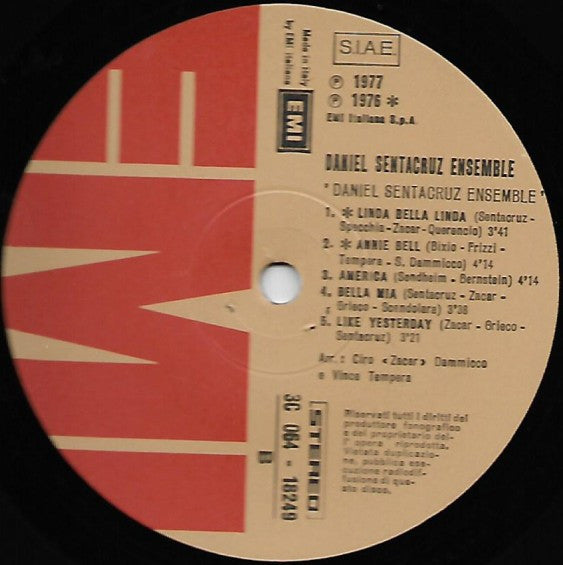 S.I.A.E.
Made in Italy
by EMI Italiana
EMI
EMI
℗ 1977
℗ 1976 *
EMI Italiana S.p.A.
DANIEL SENTACRUZ ENSEMBLE
"DANIEL SENTACRUZ ENSEMBLE"
1. * LINDA BELLA LINDA (Sentacruz -
Specchia-Zacar-Querencio) 3'41
2. * ANNIE BELL (Bixio - Frizzi -
Tempera - S. Dammicco) 4'14
3. AMERICA (Sondheim - Bernstein) 4'14
4. BELLA MIA (Sentacruz - Zacar -
Grieco - Scandolara) 3'38
5. LIKE YESTERDAY (Zacar - Grieco -
Sentacruz) 3'21
Arr.: Ciro <Zacar> Dammicco
e Vince Tempera
STEREO
3C 064 - 18249
B
Riservati tutti i diritti del
produttore fonografico
e del proprietario del-
l' opera riprodotta.
Vietata duplicazio-
ne, pubblica ese-
cuzione radiodif-
fusione di que-
sto disco.